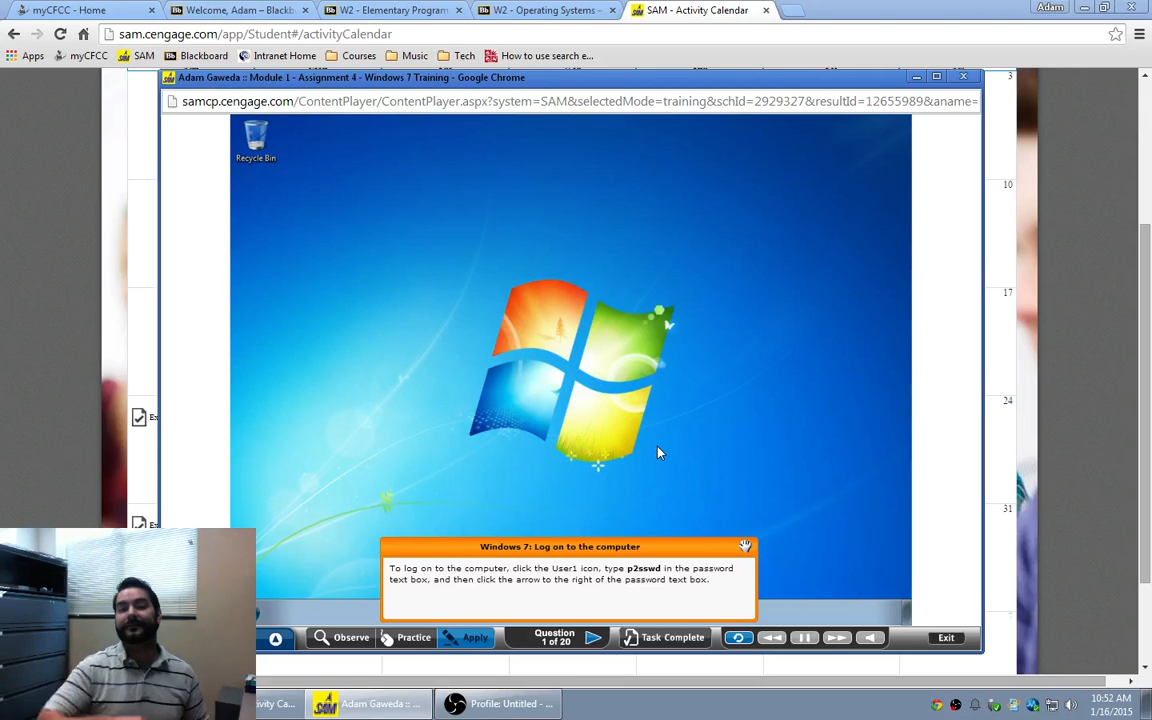 myCFCC - Home
Welcome, Adam – Blackb
W2 - Elementary Program
W2 - Operating Systems –
SAM - Activity Calendar
Adam
sam.cengage.com/app/Student#/activityCalendar
Apps
myCFCC
SAM
Blackboard
Intranet Home
Courses
Music
Tech
How to use search e...
Adam Gaweda :: Module 1 - Assignment 4 - Windows 7 Training - Google Chrome
samcp.cengage.com/ContentPlayer/ContentPlayer.aspx?system=SAM&selectedMode=training&schId=2929327&resultId=12655989&aname=
3
10
17
24
31
Recycle Bin
Ex
Windows 7: Log on to the computer
To log on to the computer, click the User1 icon, type p2sswd in the password
text box, and then click the arrow to the right of the password text box.
Observe
Practice
Apply
Question
1 of 20
Task Complete
Exit
ity Ca...
Adam Gaweda :: ...
Profile: Untitled - ...
10:52 AM
1/16/2015